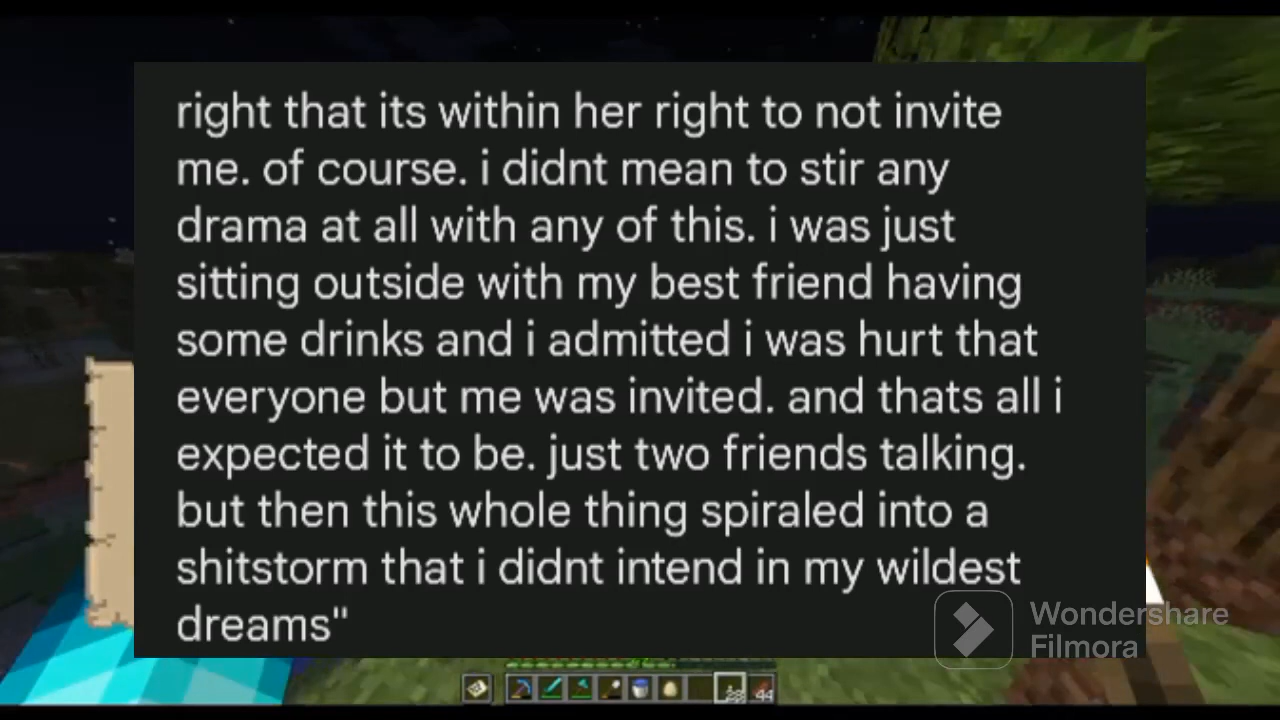 right that its within her right to not invite
me. of course. i didnt mean to stir any
drama at all with any of this. i was just
sitting outside with my best friend having
some drinks and i admitted i was hurt that
everyone but me was invited. and thats all i
expected it to be. just two friends talking.
but then this whole thing spiraled into a
shitstorm that i didnt intend in my wildest
dreams"
Wondershare
Filmora
28 44